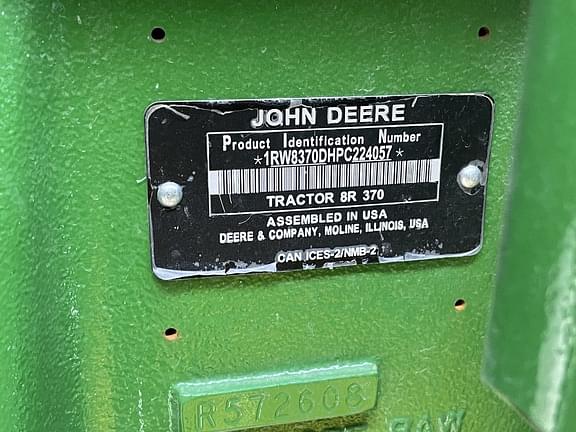 JOHN DEERE
Product Identification Number
*1RW8370DHPC224057*
TRACTOR 8R 370
ASSEMBLED IN USA
DEERE & COMPANY, MOLINE, ILLINOIS, USA
CAN ICES-2/NMB-2
R572608
RAW